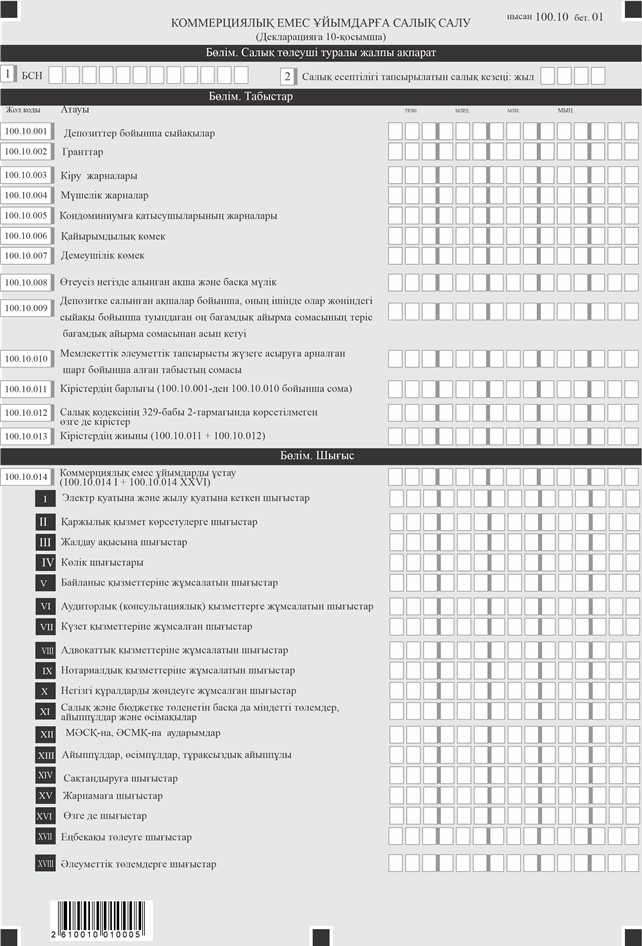 нысан 100.10 бет. 01
КОММЕРЦИЯЛЫҚ ЕМЕС ҰЙЫМДАРҒА САЛЫҚ САЛУ
(Декларацияға 10-қосымша)
Бөлім. Салық төлеуші туралы жалпы ақпарат
1 БСН 2 Салық есептілігі тапсырылатын салық кезеңі: жыл
Бөлім. Табыстар
Жол коды Атауы трлн. млрд. млн. мың
100.10.001 Депозиттер бойынша сыйақылар
100.10.002 Гранттар
100.10.003 Кіру жарналары
100.10.004 Мүшелік жарналар
100.10.005 Кондоминиумға қатысушыларының жарналары
100.10.006 Қайырымдылық көмек
100.10.007 Демеушілік көмек
100.10.008 Өтеусіз негізде алынған ақша және басқа мүлік
100.10.009 Депозитке салынған ақшалар бойынша, оның ішінде олар жөніндегі
сыйақы бойынша туындаған оң бағамдық айырма сомасының теріс
бағамдық айырма сомасынан асып кетуі
100.10.010 Мемлекеттік әлеуметтік тапсырысты жүзеге асыруға арналған
шарт бойынша алған табыстың сомасы
100.10.011 Кірістердің барлығы (100.10.001-ден 100.10.010 бойынша сома)
100.10.012 Салық кодексінің 329-бабы 2-тармағында көрсетілмеген
өзге де кірістер
100.10.013 Кірістердің жиыны (100.10.011 + 100.10.012)
Бөлім. Шығыс
100.10.014 Коммерциялық емес ұйымдарды ұстау
(100.10.014 I + 100.10.014 XXVI)
I Электр қуатына және жылу қуатына кеткен шығыстар
II Қаржылық қызмет көрсетулерге шығыстар
III Жалдау ақысына шығыстар
IV Көлік шығыстары
V Байланыс қызметтеріне жұмсалатын шығыстар
VI Аудиторлық (консультациялық) қызметтерге жұмсалатын шығыстар
VII Күзет қызметтеріне жұмсалған шығыстар
VIII Адвокаттық қызметтеріне жұмсалатын шығыстар
IX Нотариалдық қызметтеріне жұмсалатын шығыстар
X Негізгі құралдарды жөндеуге жұмсалған шығыстар
XI Салық және бюджетке төленетін басқа да міндетті төлемдер,
айыппұлдар және өсімақылар
XII МӘСҚ-на, ӘСМҚ-на аударымдар
XIII Айыппұлдар, өсімпұлдар, тұрақсыздық айыппұлы
XIV Сақтандыруға шығыстар
XV Жарнамаға шығыстар
XVI Өзге де шығыстар
XVII Еңбекақы төлеуге шығыстар
XVIII Әлеуметтік төлемдерге шығыстар
2 610010 010005